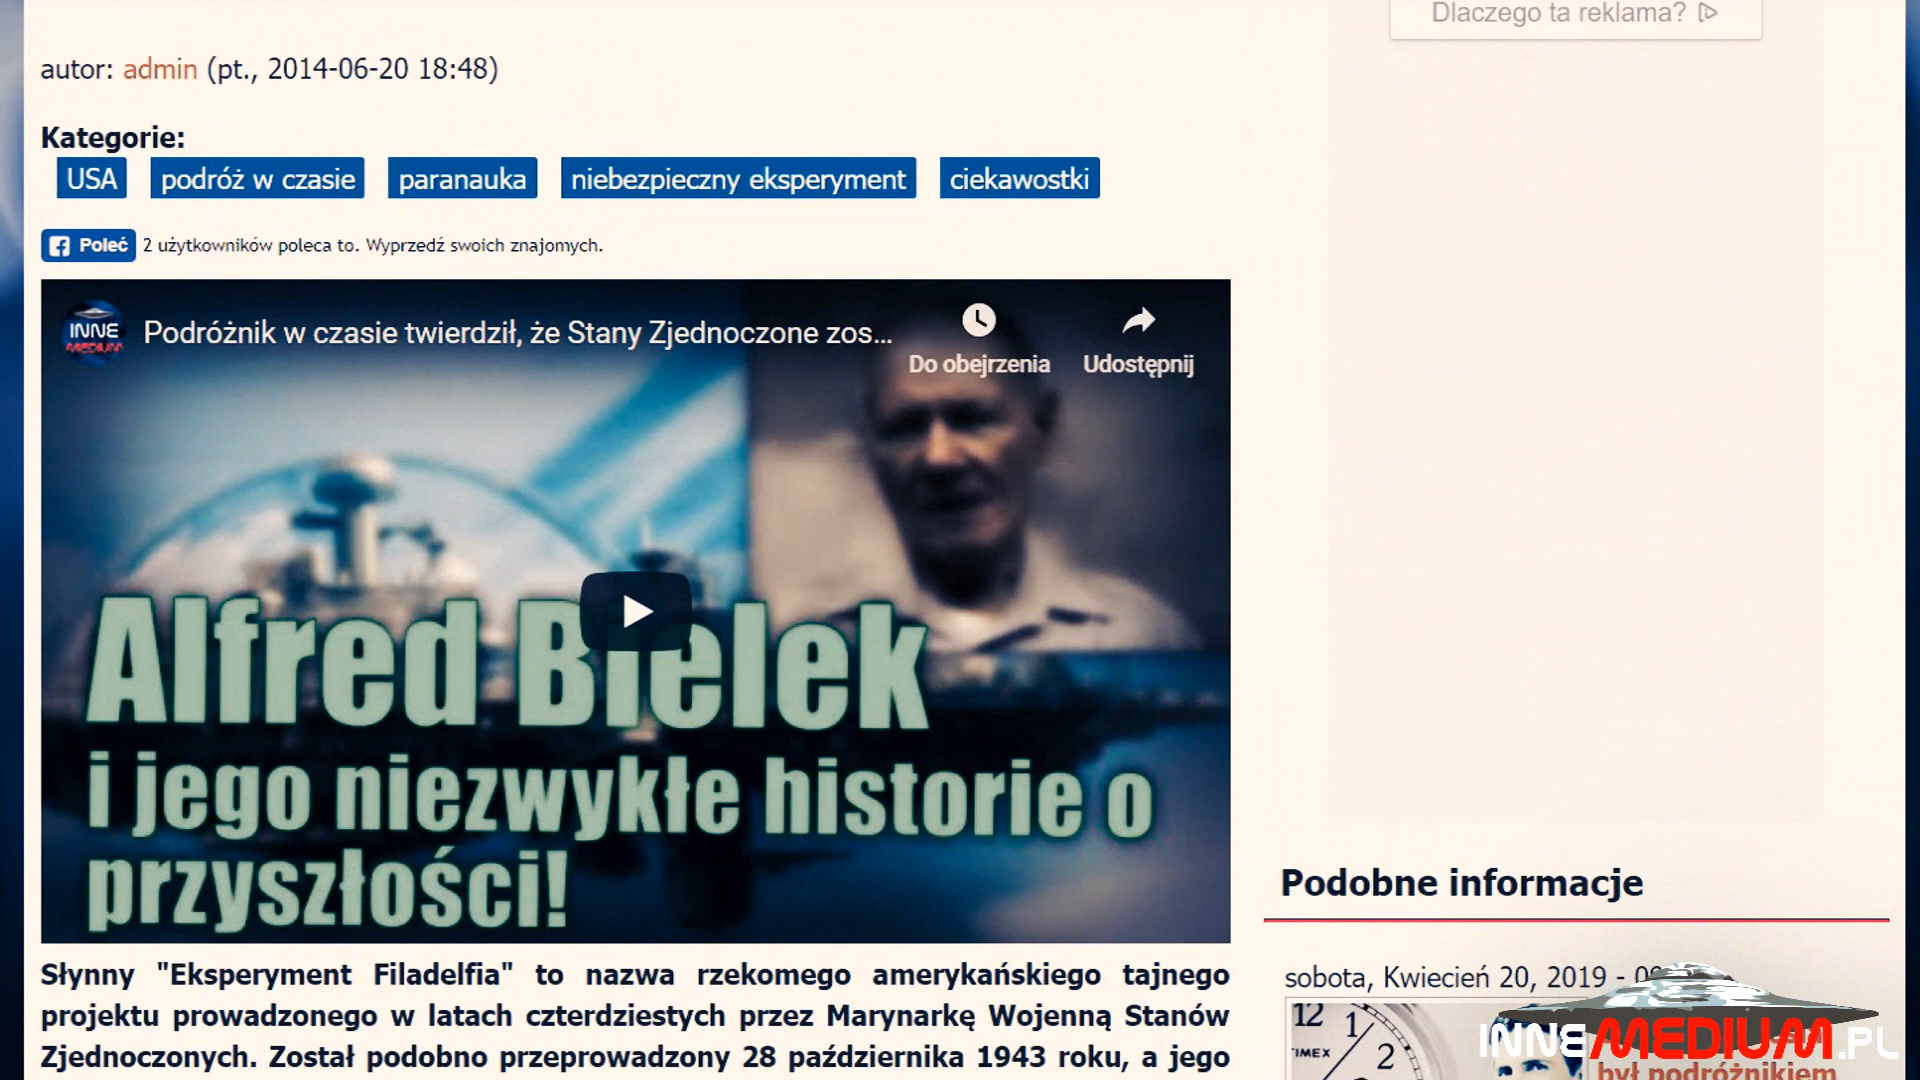 Dlaczego ta reklama?
autor: admin (pt., 2014-06-20 18:48)
Kategorie:
USA podróż w czasie paranauka niebezpieczny eksperyment ciekawostki
Poleć 2 użytkowników poleca to. Wyprzedź swoich znajomych.
INNE MEDIUM
Podróżnik w czasie twierdził, że Stany Zjednoczone zos...
Do obejrzenia Udostępnij
Alfred Bielek
i jego niezwykłe historie o
przyszłości!
Słynny "Eksperyment Filadelfia" to nazwa rzekomego amerykańskiego tajnego
projektu prowadzonego w latach czterdziestych przez Marynarkę Wojenną Stanów
Zjednoczonych. Został podobno przeprowadzony 28 października 1943 roku, a jego
Podobne informacje
sobota, Kwiecień 20, 2019 -
12 1 2
TIMEX
INNEMEDIUM.PL
był podróżnikiem